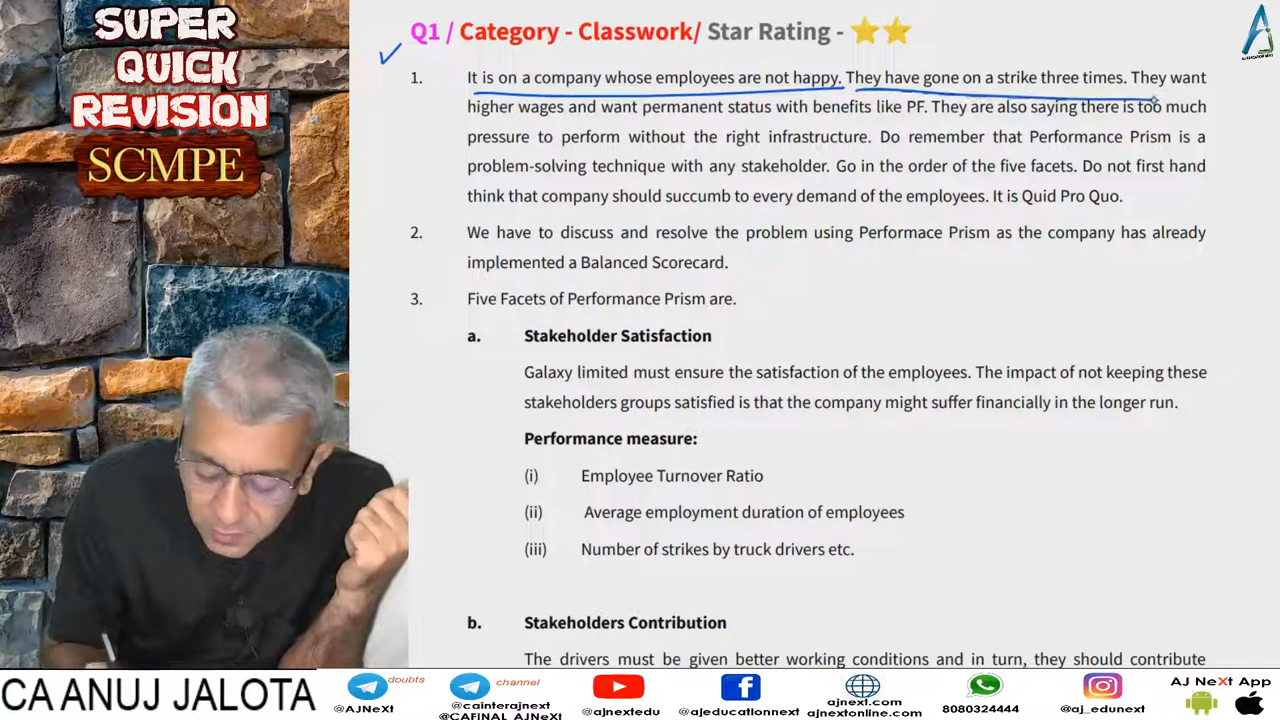 SUPER
QUICK
REVISION
SCMPE
Q1 / Category - Classwork/ Star Rating -
1. It is on a company whose employees are not happy. They have gone on a strike three times. They want
higher wages and want permanent status with benefits like PF. They are also saying there is too much
pressure to perform without the right infrastructure. Do remember that Performance Prism is a
problem-solving technique with any stakeholder. Go in the order of the five facets. Do not first hand
think that company should succumb to every demand of the employees. It is Quid Pro Quo.
2. We have to discuss and resolve the problem using Performace Prism as the company has already
implemented a Balanced Scorecard.
3. Five Facets of Performance Prism are.
a. Stakeholder Satisfaction
Galaxy limited must ensure the satisfaction of the employees. The impact of not keeping these
stakeholders groups satisfied is that the company might suffer financially in the longer run.
Performance measure:
(i) Employee Turnover Ratio
(ii) Average employment duration of employees
(iii) Number of strikes by truck drivers etc.
b. Stakeholders Contribution
The drivers must be given better working conditions and in turn, they should contribute
CA ANUJ JALOTA
doubts
@AJNeXt
channel
@cainterajnext
@CAFINAL_AJNeXt
@ajnextedu
@ajeducationnext
ajnext.com
ajnextonline.com
8080324444
@aj_edunext
AJ NeXt App